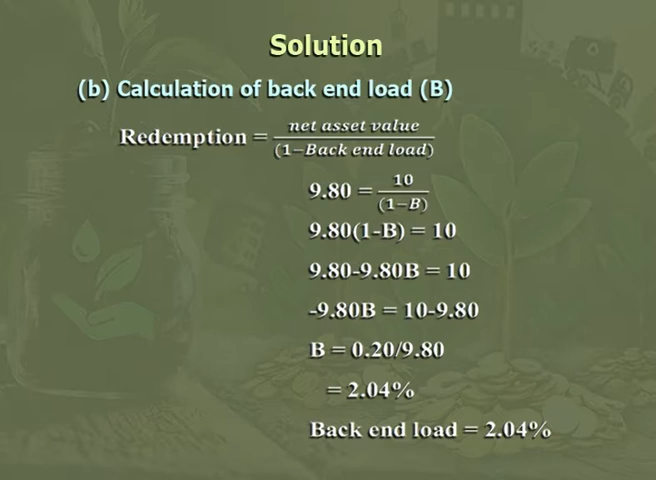 Solution
(b) Calculation of back end load (B)
Redemption = net asset value / (1−Back end load)
9.80 = 10 / (1−B)
9.80(1-B) = 10
9.80-9.80B = 10
-9.80B = 10-9.80
B = 0.20/9.80
= 2.04%
Back end load = 2.04%